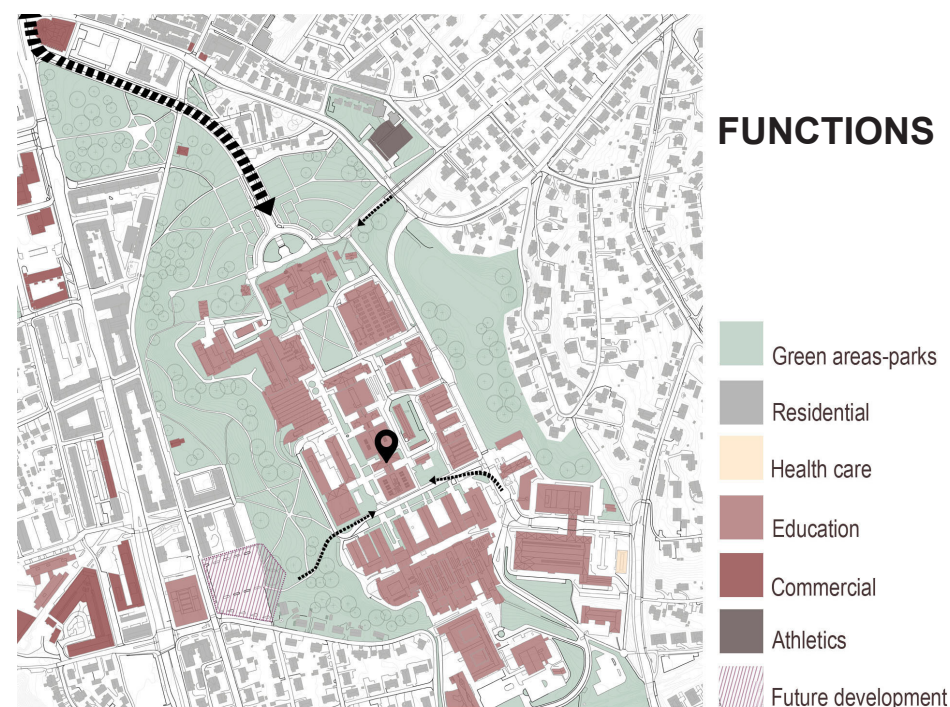 FUNCTIONS
Green areas-parks
Residential
Health care
Education
Commercial
Athletics
Future development